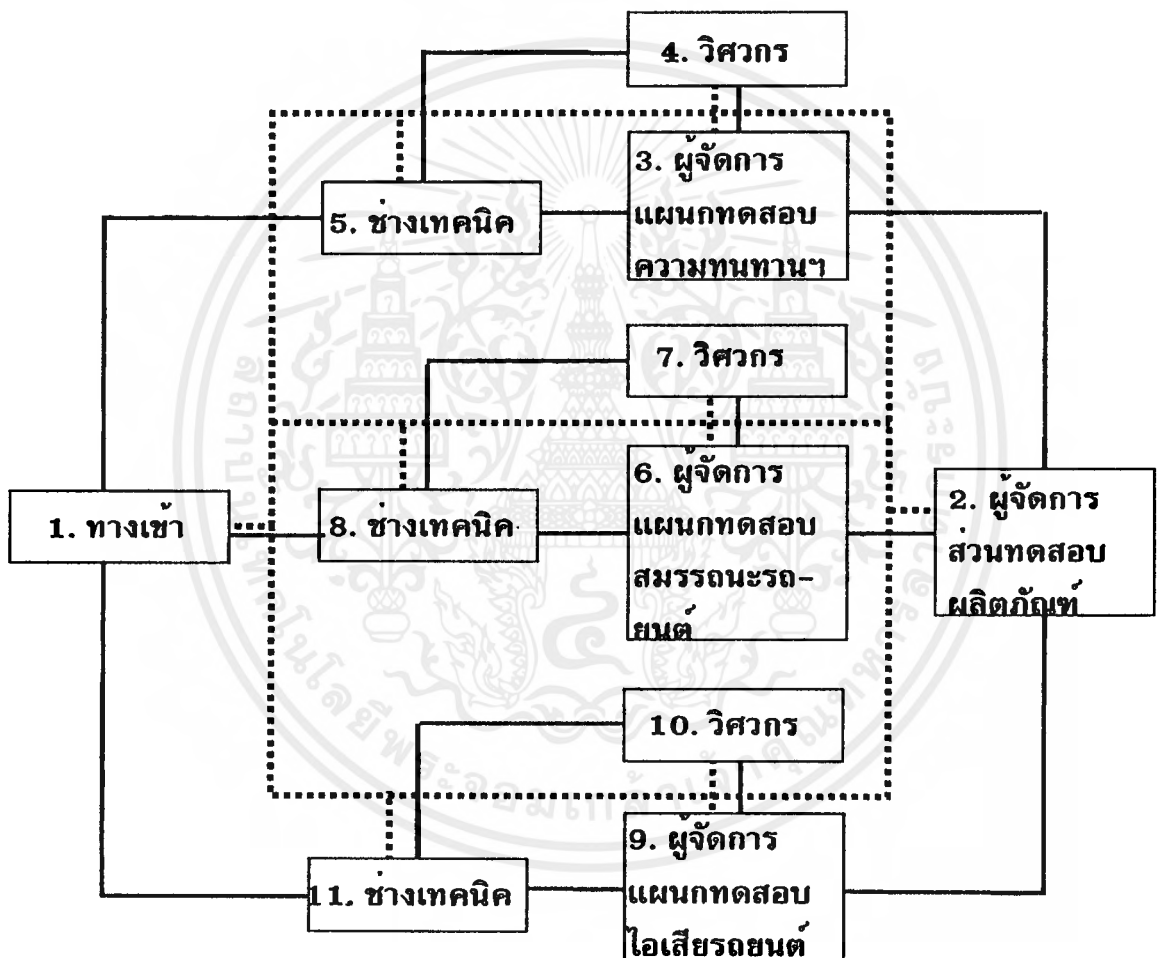 4. วิศวกร
3. ผู้จัดการ
แผนกทดสอบ
ความทนทานฯ
5. ช่างเทคนิค
7. วิศวกร
6. ผู้จัดการ
แผนกทดสอบ
สมรรถนะรถ-
ยนต์
1. ทางเข้า
8. ช่างเทคนิค
2. ผู้จัดการ
ส่วนทดสอบ
ผลิตภัณฑ์
10. วิศวกร
9. ผู้จัดการ
แผนกทดสอบ
ไอเสียรถยนต์
11. ช่างเทคนิค